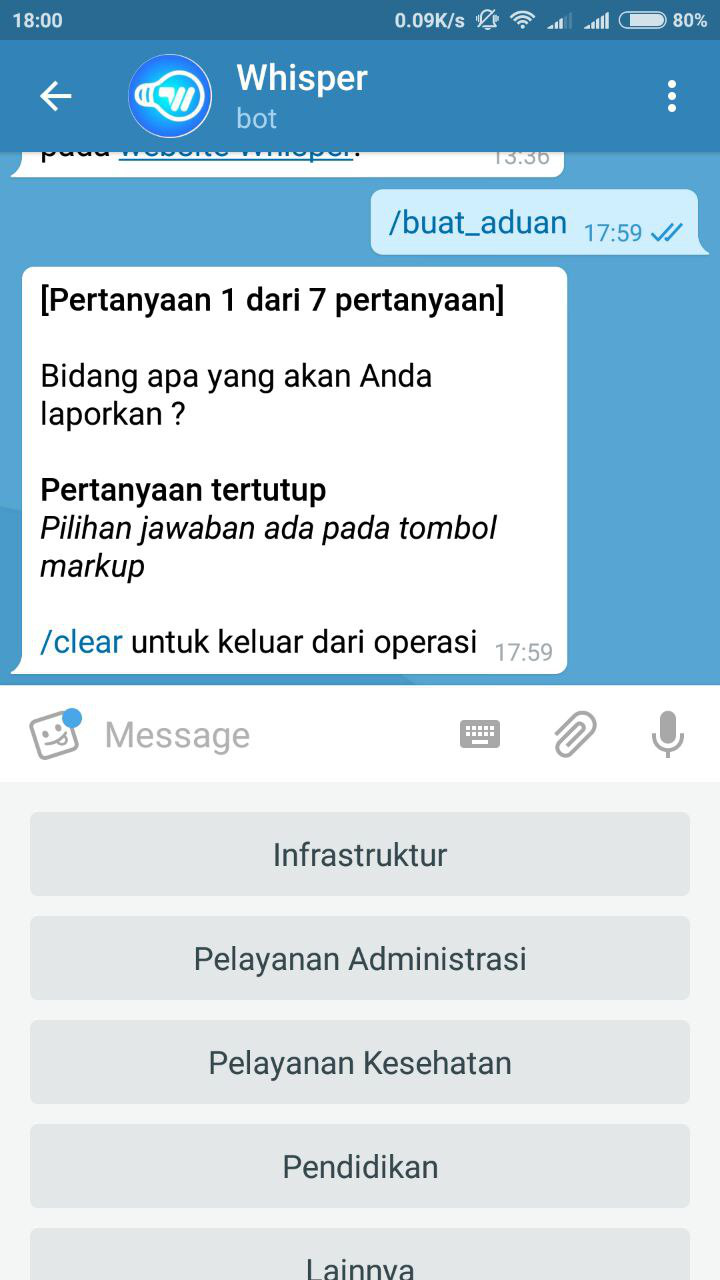 18:00
0.09K/s
80%
Whisper
bot
pada website Whisper.
13:36
/buat_aduan 17:59
[Pertanyaan 1 dari 7 pertanyaan]
Bidang apa yang akan Anda
laporkan ?
Pertanyaan tertutup
Pilihan jawaban ada pada tombol
markup
/clear untuk keluar dari operasi 17:59
Message
Infrastruktur
Pelayanan Administrasi
Pelayanan Kesehatan
Pendidikan
Lainnya